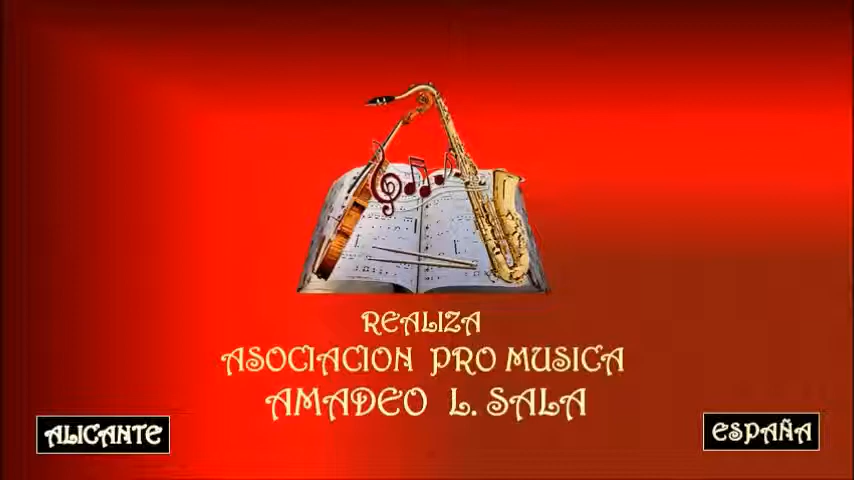 REALIZA
ASOCIACION PRO MUSICA
AMADEO L. SALA
ALICANTE
ESPAÑA